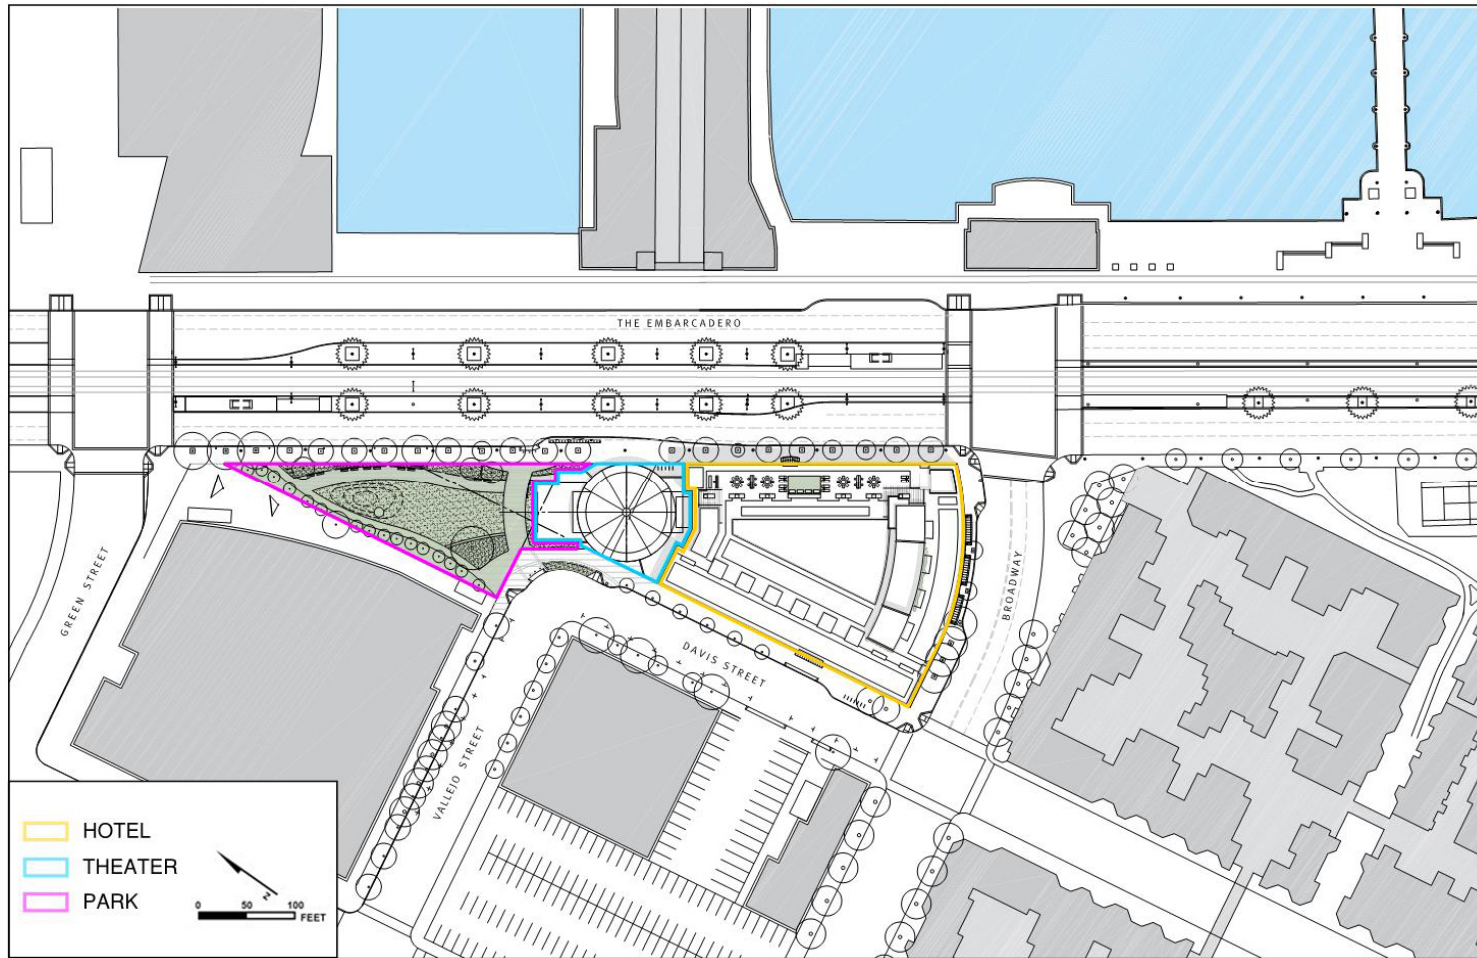 THE EMBARCADERO
GREEN STREET
BROADWAY
DAVIS STREET
VALLEJO STREET
HOTEL
THEATER
PARK
N
0 50 100
FEET